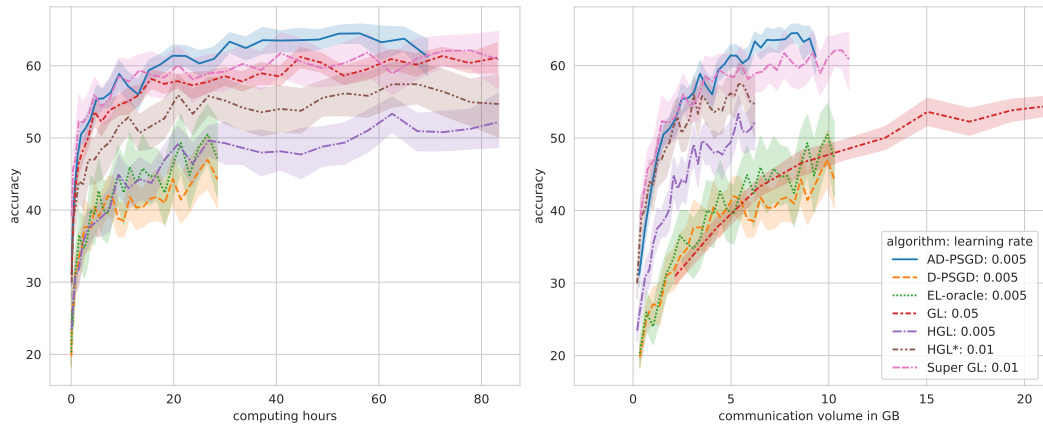 60
50
40
30
20
accuracy
0
20
40
60
80
computing hours
60
50
40
30
20
accuracy
0
5
10
15
20
communication volume in GB
algorithm: learning rate
AD-PSGD: 0.005
D-PSGD: 0.005
EL-oracle: 0.005
GL: 0.05
HGL: 0.005
HGL*: 0.01
Super GL: 0.01